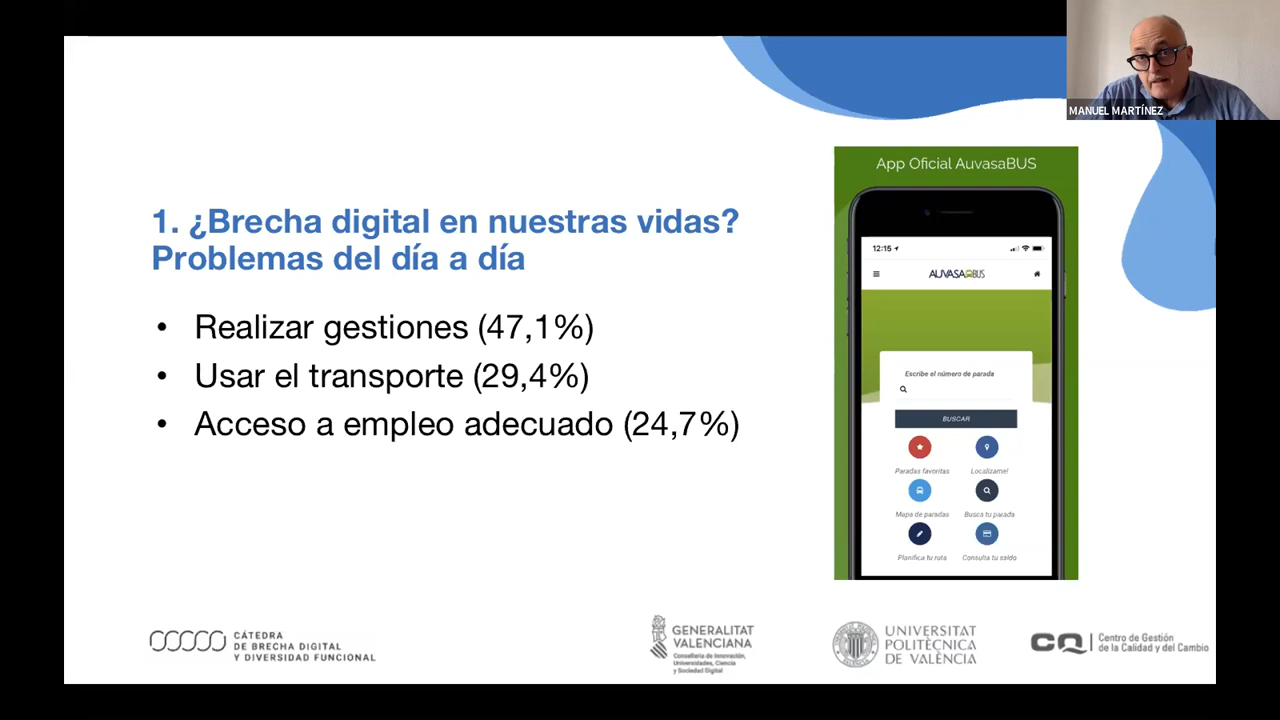 MANUEL MARTÍNEZ
1. ¿Brecha digital en nuestras vidas?
Problemas del día a día
• Realizar gestiones (47,1%)
• Usar el transporte (29,4%)
• Acceso a empleo adecuado (24,7%)
App Oficial AuvasaBUS
12:15
AUVASABUS
Escribe el número de parada
BUSCAR
Paradas favoritas
Localizame!
Mapa de paradas
Busca tu parada
Planifica tu ruta
Consulta tu saldo
CÁTEDRA
DE BRECHA DIGITAL
Y DIVERSIDAD FUNCIONAL
GENERALITAT
VALENCIANA
Conselleria de Innovación,
Universidades, Ciencia
y Sociedad Digital
UNIVERSITAT
POLITÈCNICA
DE VALÈNCIA
CQ
Centro de Gestión
de la Calidad y del Cambio